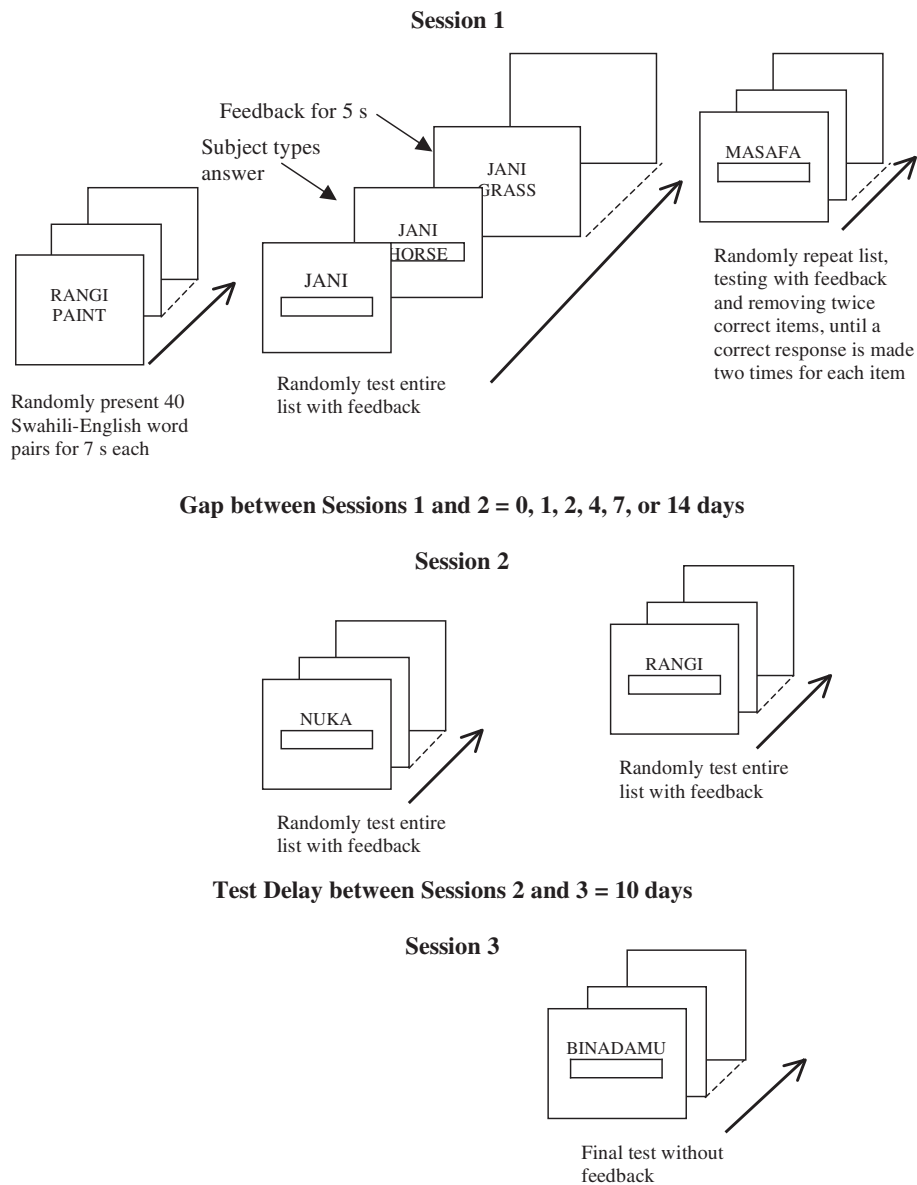 Session 1
Feedback for 5 s
Subject types
answer
RANGI
PAINT
JANI
JANI
HORSE
JANI
GRASS
MASAFA
Randomly present 40
Swahili-English word
pairs for 7 s each
Randomly test entire
list with feedback
Randomly repeat list,
testing with feedback
and removing twice
correct items, until a
correct response is made
two times for each item
Gap between Sessions 1 and 2 = 0, 1, 2, 4, 7, or 14 days
Session 2
NUKA
Randomly test entire
list with feedback
RANGI
Randomly test entire
list with feedback
Test Delay between Sessions 2 and 3 = 10 days
Session 3
BINADAMU
Final test without
feedback